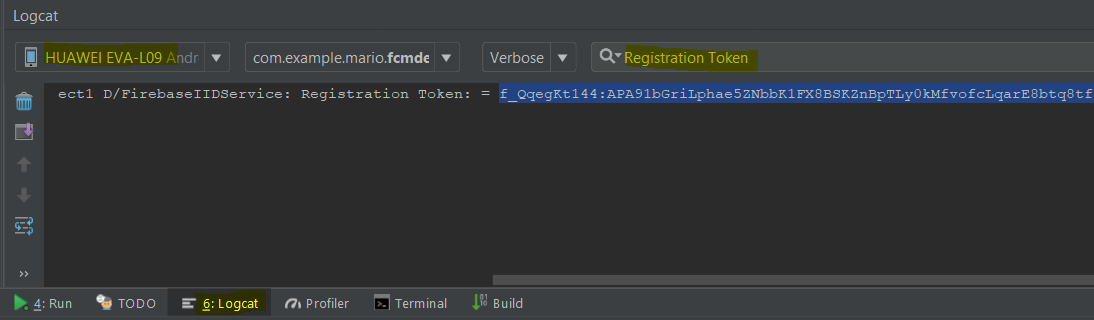 Logcat
HUAWEI EVA-L09 Andr com.example.mario.fcmde Verbose Registration Token
ect1 D/FirebaseIIDService: Registration Token: = f_QqegKt144:APA91bGriLphae5ZNbbK1FX8BSKZnBpTLy0kMfvofcLqarE8btq8tf
4: Run TODO 6: Logcat Profiler Terminal Build